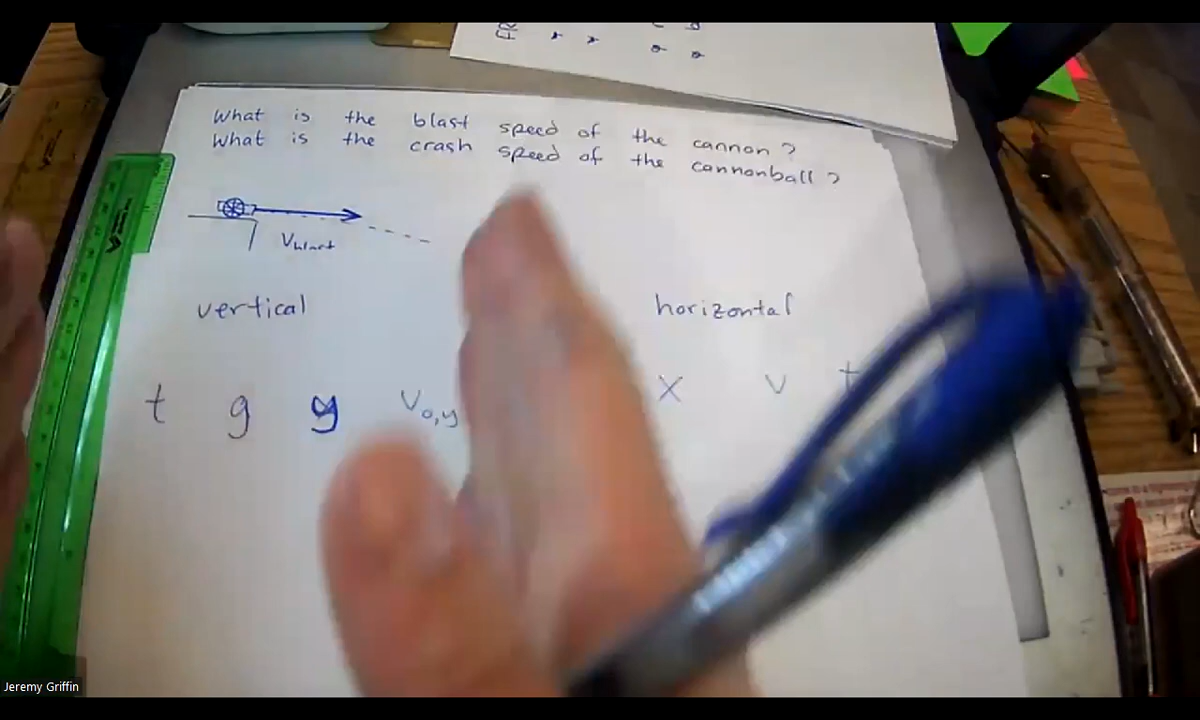 What is the blast speed of the cannon?
What is the crash speed of the cannonball?
Vblast
vertical horizontal
t g y V0,y x v t
Jeremy Griffin